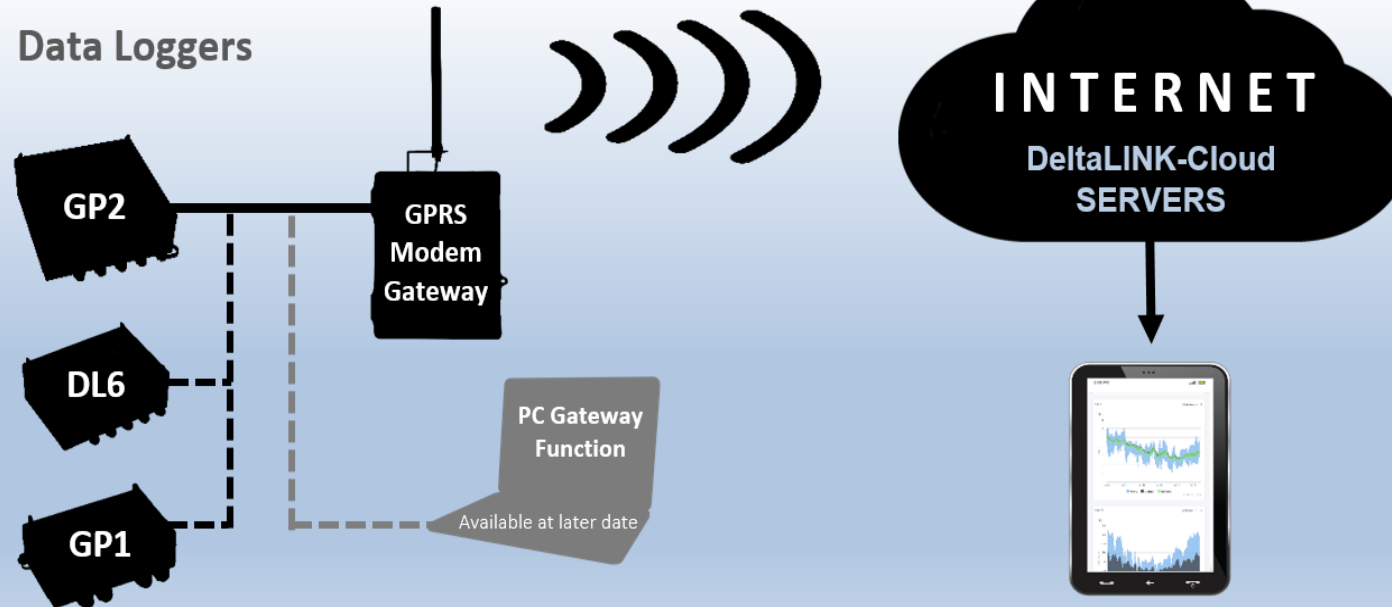 Data Loggers
INTERNET
DeltaLINK-Cloud
SERVERS
GP2
GPRS
Modem
Gateway
DL6
PC Gateway
Function
Available at later date
GP1